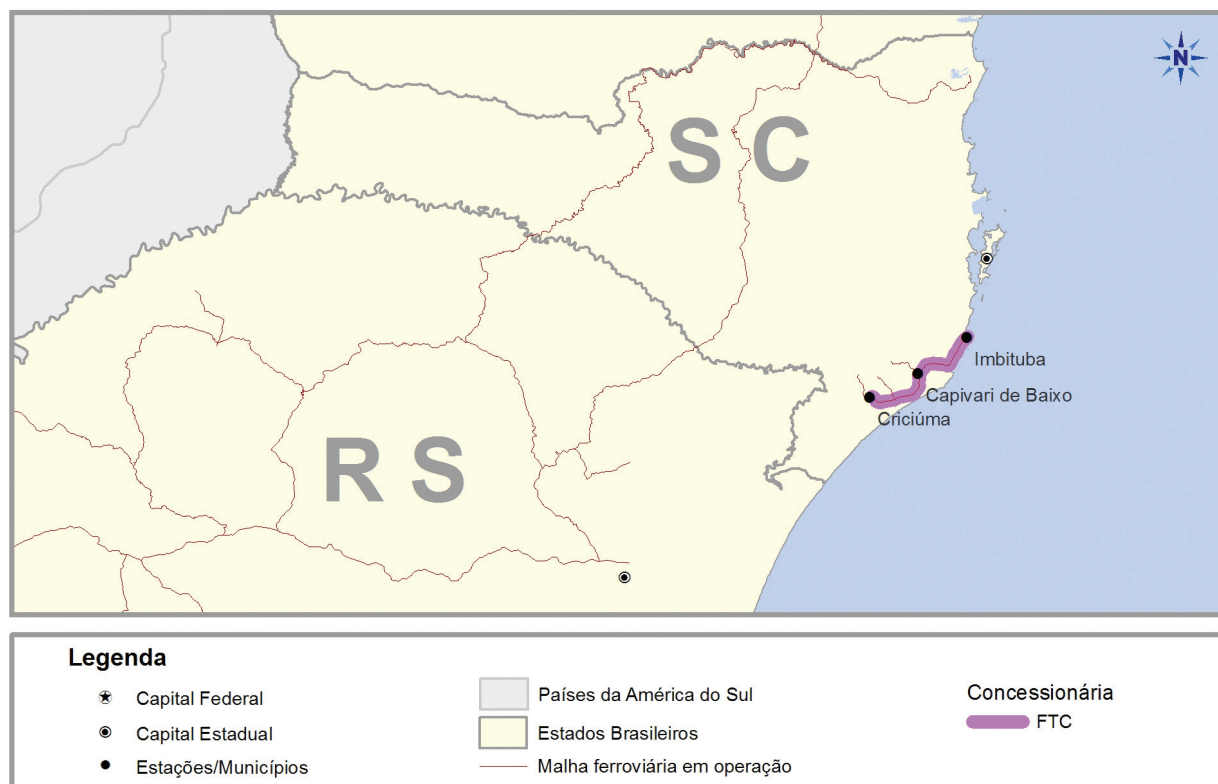 N
S C
Imbituba
Capivari de Baixo
Criciúma
R S
Legenda
Capital Federal
Capital Estadual
Estações/Municípios
Países da América do Sul
Estados Brasileiros
Malha ferroviária em operação
Concessionária
FTC